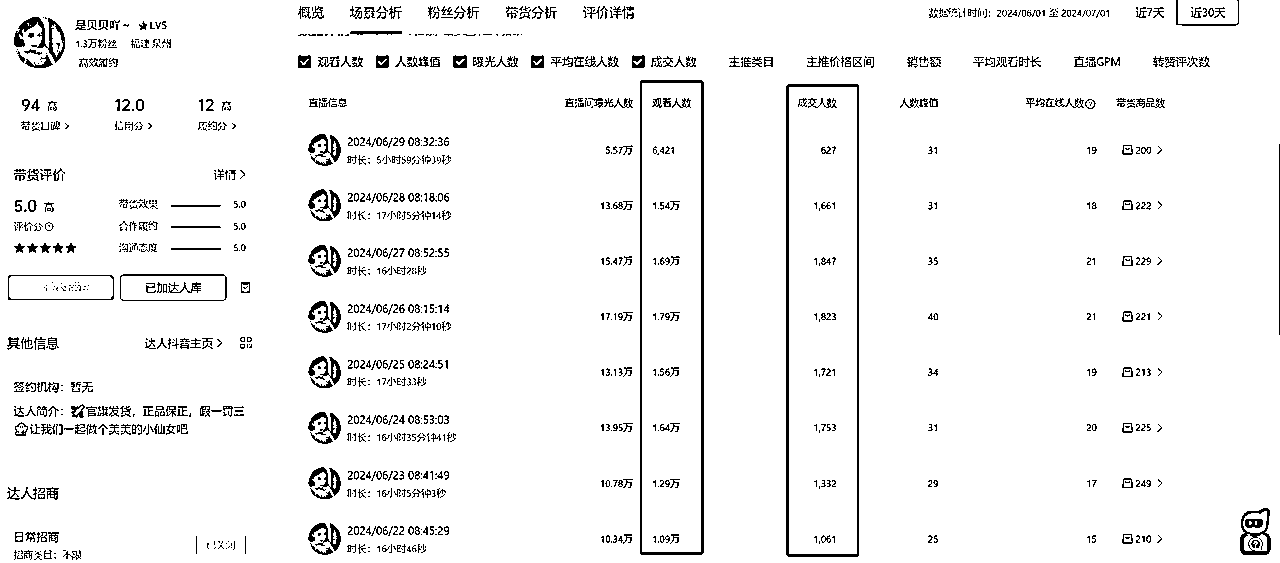 是贝贝吖~ ★LV5
1.3万粉丝 福建 泉州
高效履约
94 高 12.0 12 高
带货口碑 > 信用分 > 履约分 >
带货评价 详情 >
5.0 高
评价分
带货效果 5.0
合作履约 5.0
沟通态度 5.0
已加达人库
其他信息 达人抖音主页 >
签约机构：暂无
达人简介：官旗发货，正品保正，假一罚三
让我们一起做个美美的小仙女吧
达人招商
日常招商
招商类目：不限
概览 场景分析 粉丝分析 带货分析 评价详情
数据统计时间：2024/06/01 至 2024/07/01 近7天 近30天
观看人数 人数峰值 曝光人数 平均在线人数 成交人数 主推类目 主推价格区间 销售额 平均观看时长 直播GPM 转赞评次数
直播信息 直播间曝光人数 观看人数 成交人数 人数峰值 平均在线人数 带货商品数
2024/06/29 08:32:36
时长：5小时59分钟39秒
5.57万 6,421 627 31 19 200 >
2024/06/28 08:18:06
时长：17小时5分钟14秒
13.68万 1.54万 1,661 31 18 222 >
2024/06/27 08:52:55
时长：16小时28秒
15.47万 1.69万 1,847 35 21 229 >
2024/06/26 08:15:14
时长：17小时2分钟10秒
17.19万 1.79万 1,823 40 21 221 >
2024/06/25 08:24:51
时长：17小时33秒
13.13万 1.56万 1,721 34 19 213 >
2024/06/24 08:53:03
时长：16小时35分钟41秒
13.95万 1.64万 1,753 31 20 225 >
2024/06/23 08:41:49
时长：16小时5分钟3秒
10.78万 1.29万 1,332 29 17 249 >
2024/06/22 08:45:29
时长：16小时46秒
10.34万 1.09万 1,061 25 15 210 >